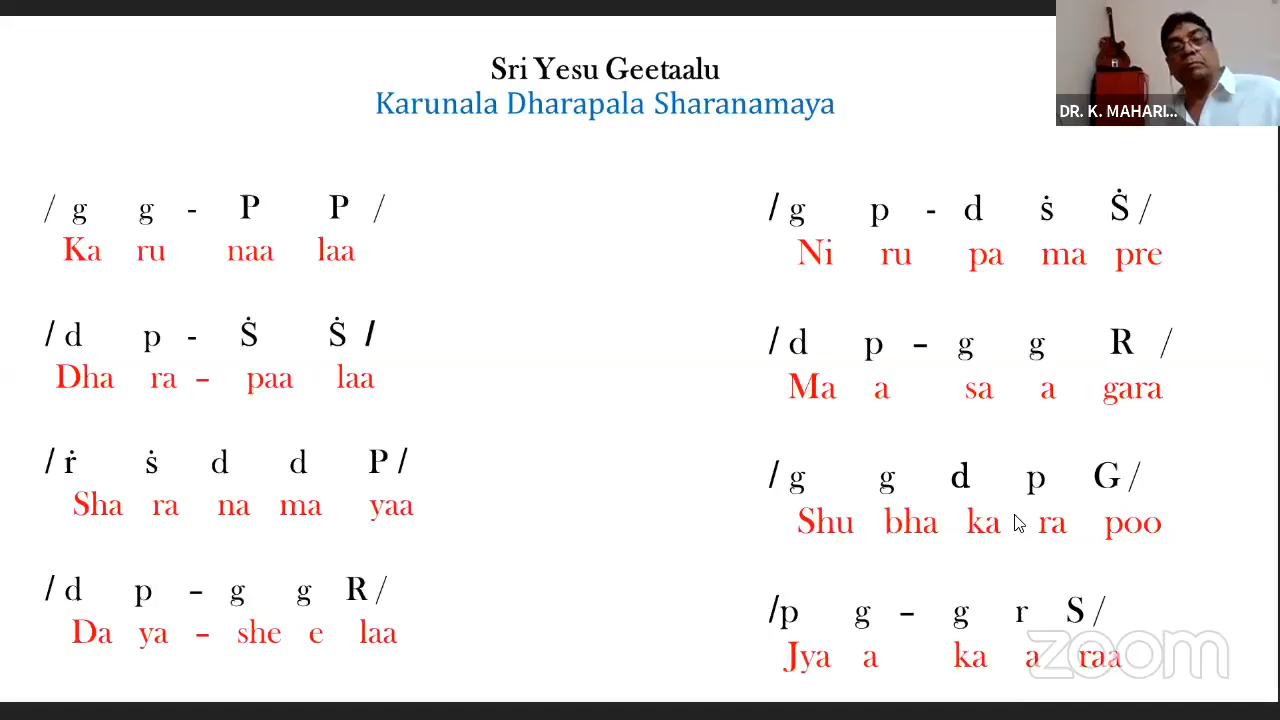 Sri Yesu Geetaalu
Karunala Dharapala Sharanamaya
DR. K. MAHARI...
/ g g - P P /
Ka ru naa laa
/ d p - Ṡ Ṡ /
Dha ra – paa laa
/ ṙ ṡ d d P /
Sha ra na ma yaa
/ d p – g g R /
Da ya – she e laa
/ g p - d ṡ Ṡ /
Ni ru pa ma pre
/ d p – g g R /
Ma a sa a gara
/ g g d p G /
Shu bha ka ra poo
/p g – g r S /
Jya a ka a raa
zoom